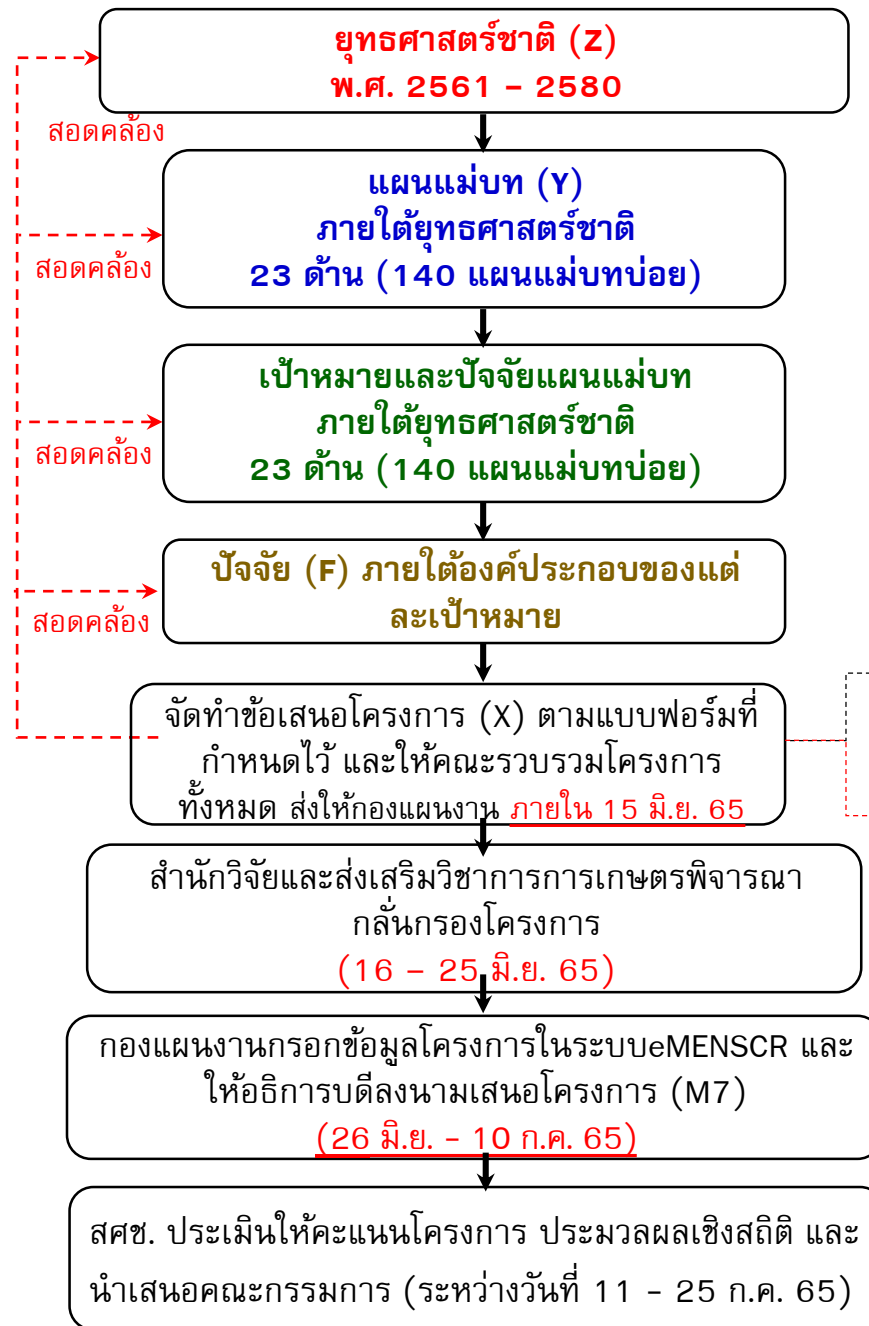 ยุทธศาสตร์ชาติ (Z)
พ.ศ. 2561 – 2580
สอดคล้อง
แผนแม่บท (Y)
ภายใต้ยุทธศาสตร์ชาติ
23 ด้าน (140 แผนแม่บทบ่อย)
สอดคล้อง
เป้าหมายและปัจจัยแผนแม่บท
ภายใต้ยุทธศาสตร์ชาติ
23 ด้าน (140 แผนแม่บทบ่อย)
สอดคล้อง
ปัจจัย (F) ภายใต้องค์ประกอบของแต่
ละเป้าหมาย
สอดคล้อง
จัดทำข้อเสนอโครงการ (X) ตามแบบฟอร์มที่
กำหนดไว้ และให้คณะรวบรวมโครงการ
ทั้งหมด ส่งให้กองแผนงาน ภายใน 15 มิ.ย. 65
สำนักวิจัยและส่งเสริมวิชาการการเกษตรพิจารณา
กลั่นกรองโครงการ
(16 – 25 มิ.ย. 65)
กองแผนงานกรอกข้อมูลโครงการในระบบeMENSCR และ
ให้อธิการบดีลงนามเสนอโครงการ (M7)
(26 มิ.ย. – 10 ก.ค. 65)
สศช. ประเมินให้คะแนนโครงการ ประมวลผลเชิงสถิติ และ
นำเสนอคณะกรรมการ (ระหว่างวันที่ 11 – 25 ก.ค. 65)